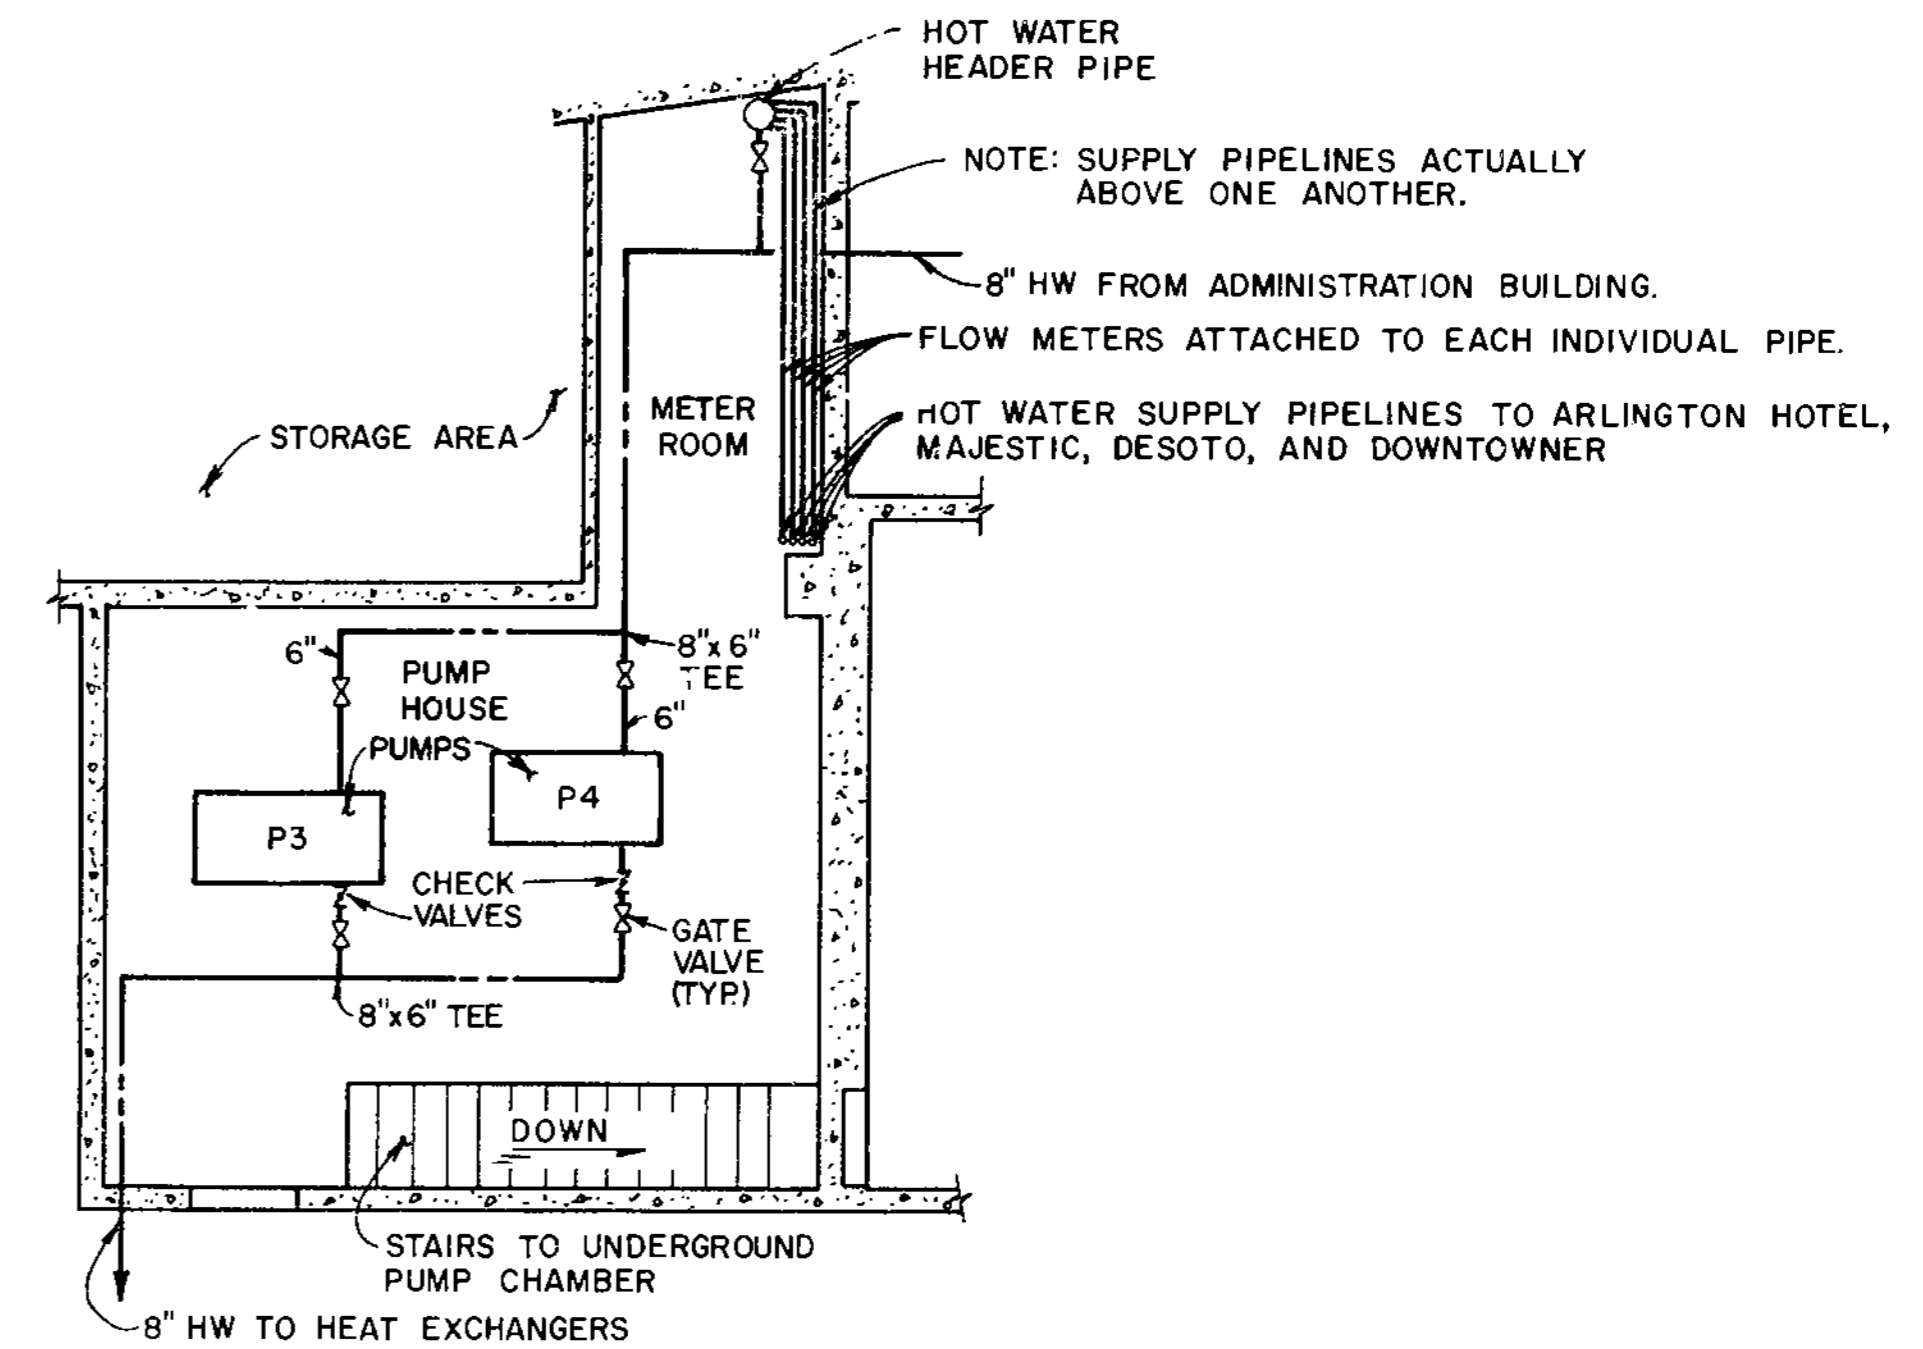 HOT WATER
HEADER PIPE
NOTE: SUPPLY PIPELINES ACTUALLY
ABOVE ONE ANOTHER.
8" HW FROM ADMINISTRATION BUILDING.
FLOW METERS ATTACHED TO EACH INDIVIDUAL PIPE.
METER
ROOM
HOT WATER SUPPLY PIPELINES TO ARLINGTON HOTEL,
MAJESTIC, DESOTO, AND DOWNTOWNER
STORAGE AREA
6"
8"x6"
TEE
PUMP
HOUSE
6"
PUMPS
P4
P3
CHECK
VALVES
GATE
VALVE
(TYP.)
8"x6" TEE
DOWN
STAIRS TO UNDERGROUND
PUMP CHAMBER
8" HW TO HEAT EXCHANGERS